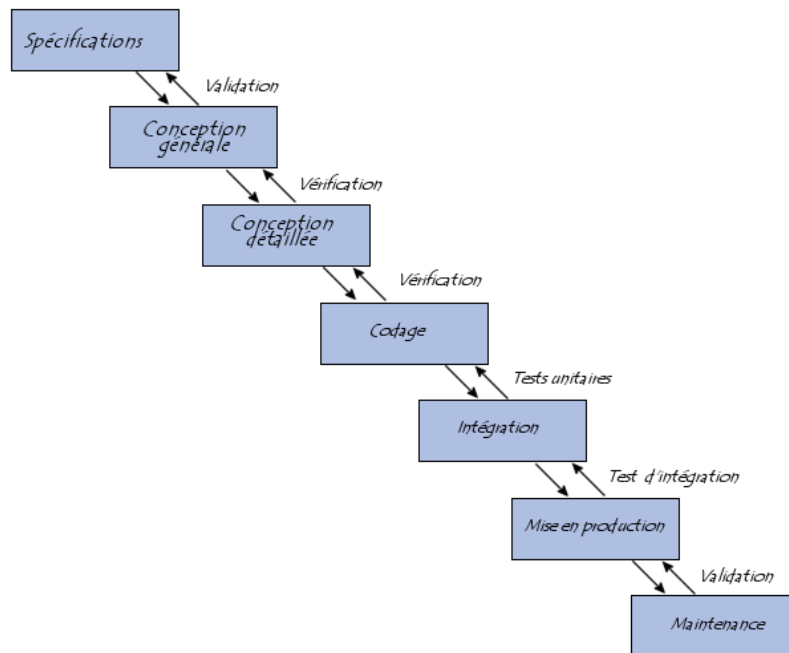 Spécifications
Validation
Conception
générale
Vérification
Conception
détaillée
Vérification
Codage
Tests unitaires
Intégration
Test d'intégration
Mise en production
Validation
Maintenance